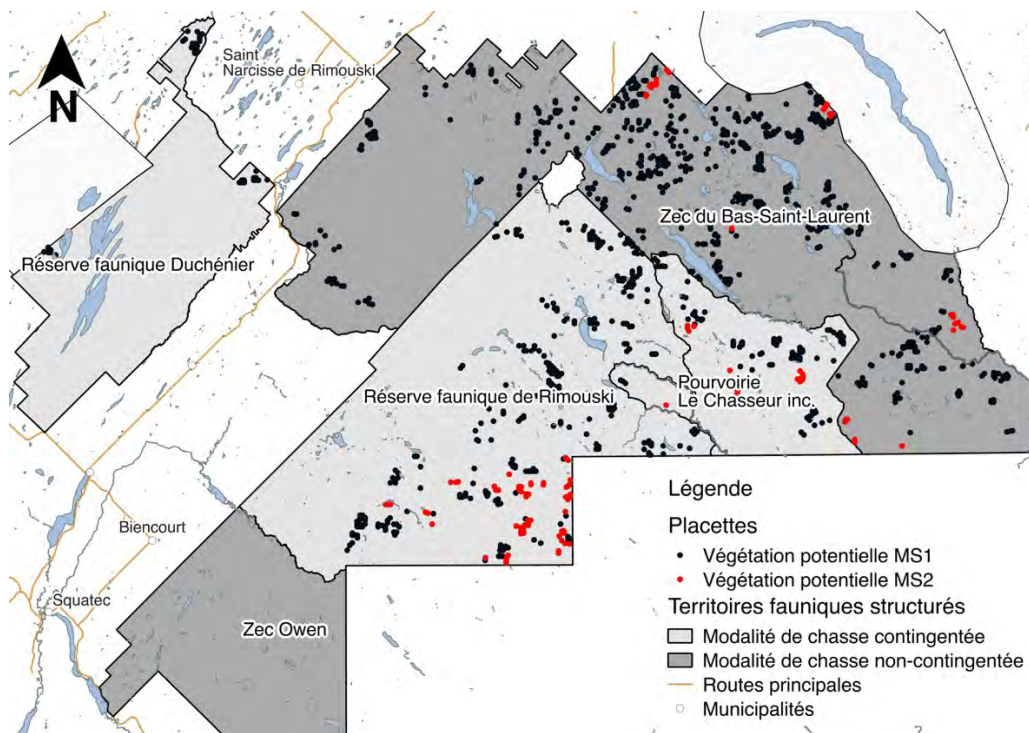 N
Saint
Narcisse de Rimouski
Zec du Bas-Saint-Laurent
Réserve faunique Duchénier
Réserve faunique de Rimouski
Pourvoirie
Le Chasseur inc.
Biencourt
Squatec
Zec Owen
Légende
Placettes
Végétation potentielle MS1
Végétation potentielle MS2
Territoires fauniques structurés
Modalité de chasse contingentée
Modalité de chasse non-contingentée
Routes principales
Municipalités